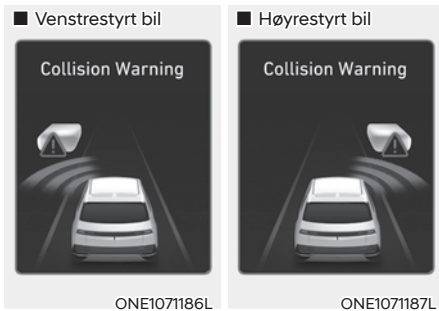 ■ Venstrestyrt bil
Collision Warning
ONE1071186L
■ Høyrestyrt bil
Collision Warning
ONE1071187L